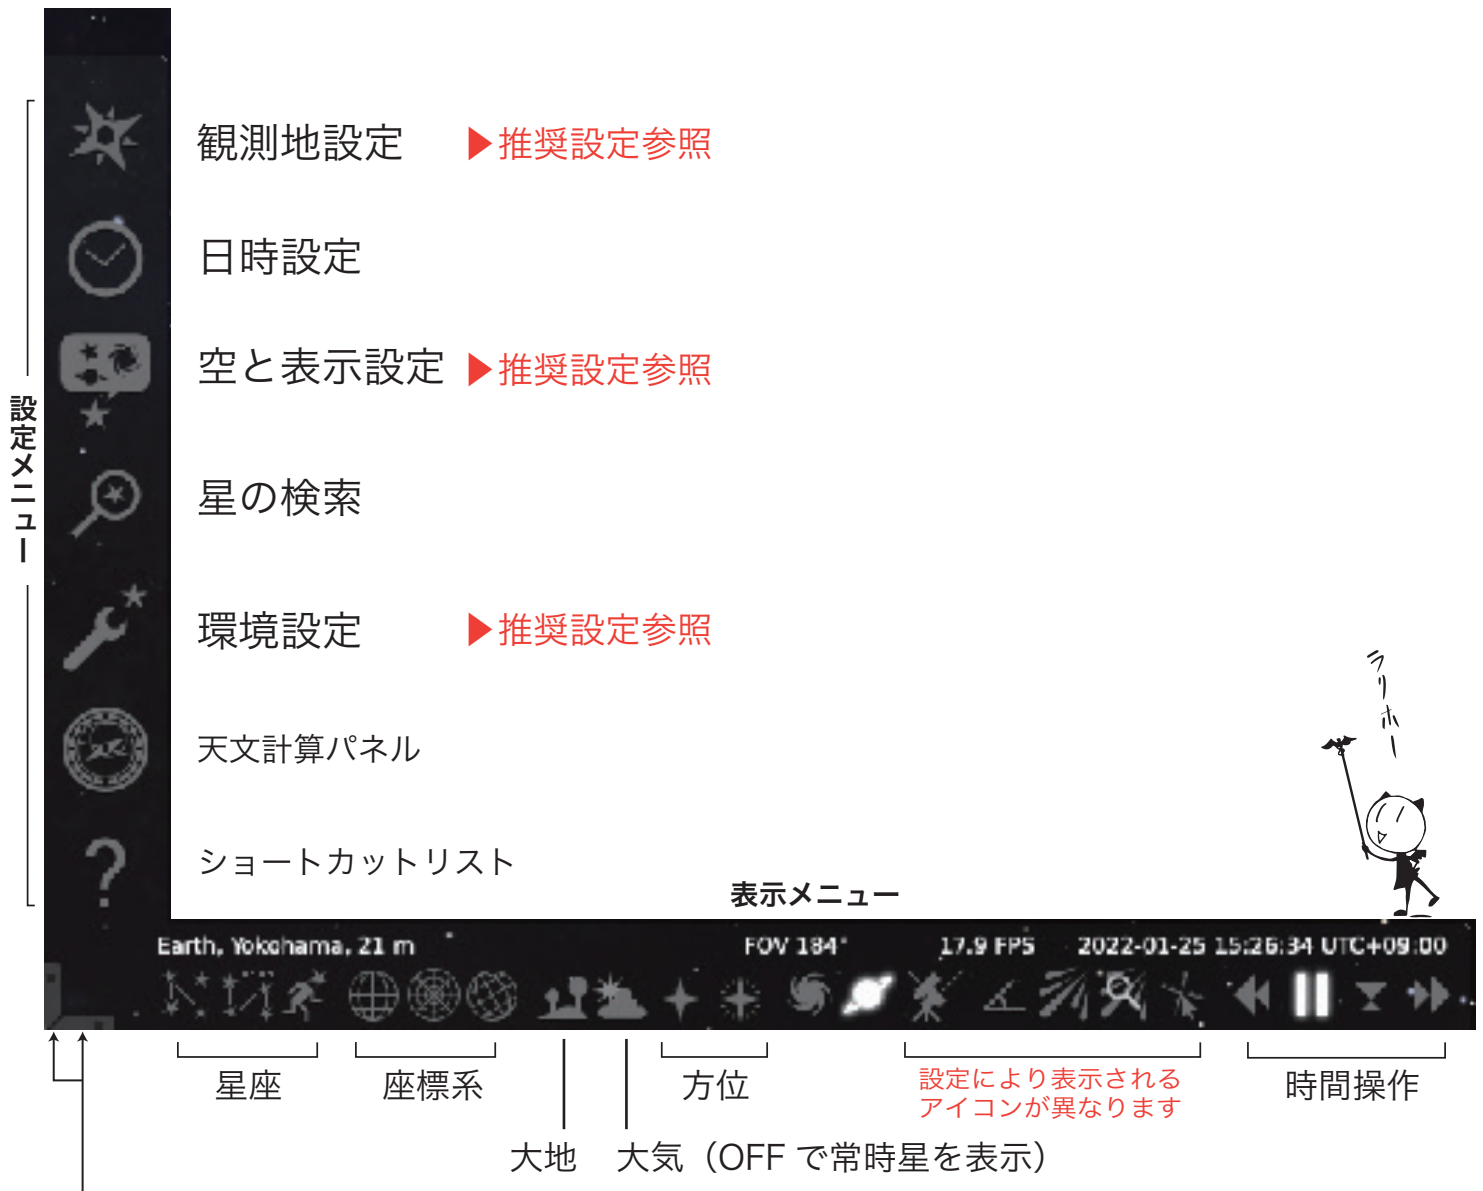 観測地設定 ▶推奨設定参照
日時設定
空と表示設定 ▶推奨設定参照
星の検索
環境設定 ▶推奨設定参照
天文計算パネル
ショートカットリスト
設定メニュー
ラリホー
表示メニュー
Earth, Yokohama, 21 m FOV 184° 17.9 FPS 2022-01-25 15:26:34 UTC+09:00
星座 座標系 方位 設定により表示される
アイコンが異なります 時間操作
大地 大気（OFF で常時星を表示）